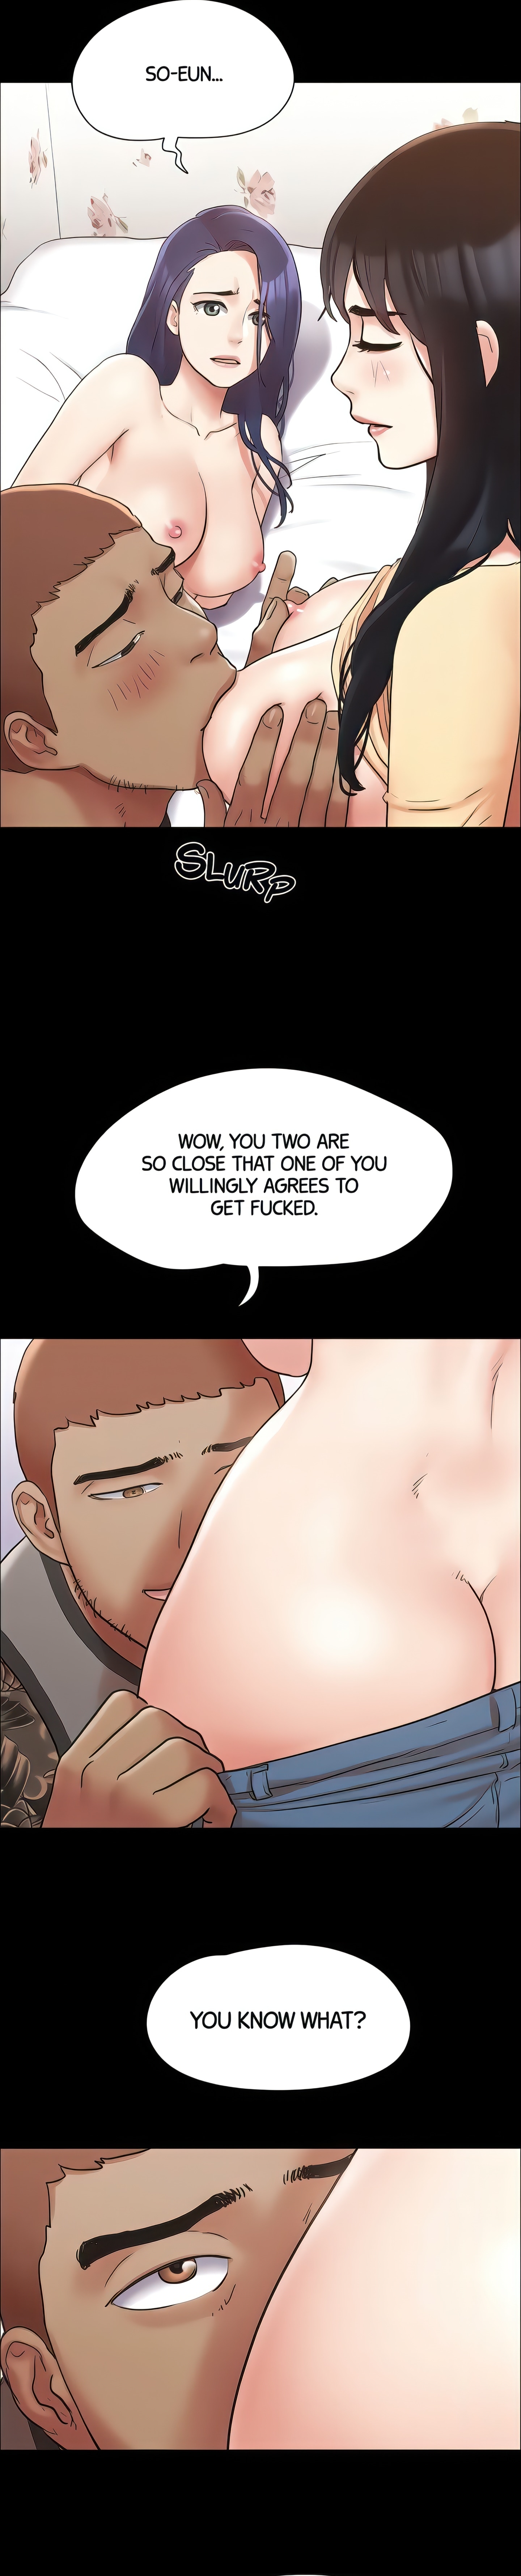 SO-EUN...
SLURP
WOW, YOU TWO ARE
SO CLOSE THAT ONE OF YOU
WILLINGLY AGREES TO
GET FUCKED.
YOU KNOW WHAT?